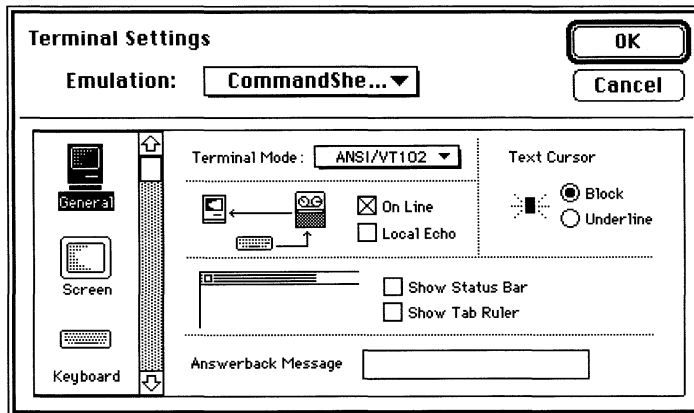 Terminal Settings
OK
Emulation: CommandShe...
Cancel
General
Screen
Keyboard
Terminal Mode: ANSI/VT102
On Line
Local Echo
Text Cursor
Block
Underline
Show Status Bar
Show Tab Ruler
Answerback Message